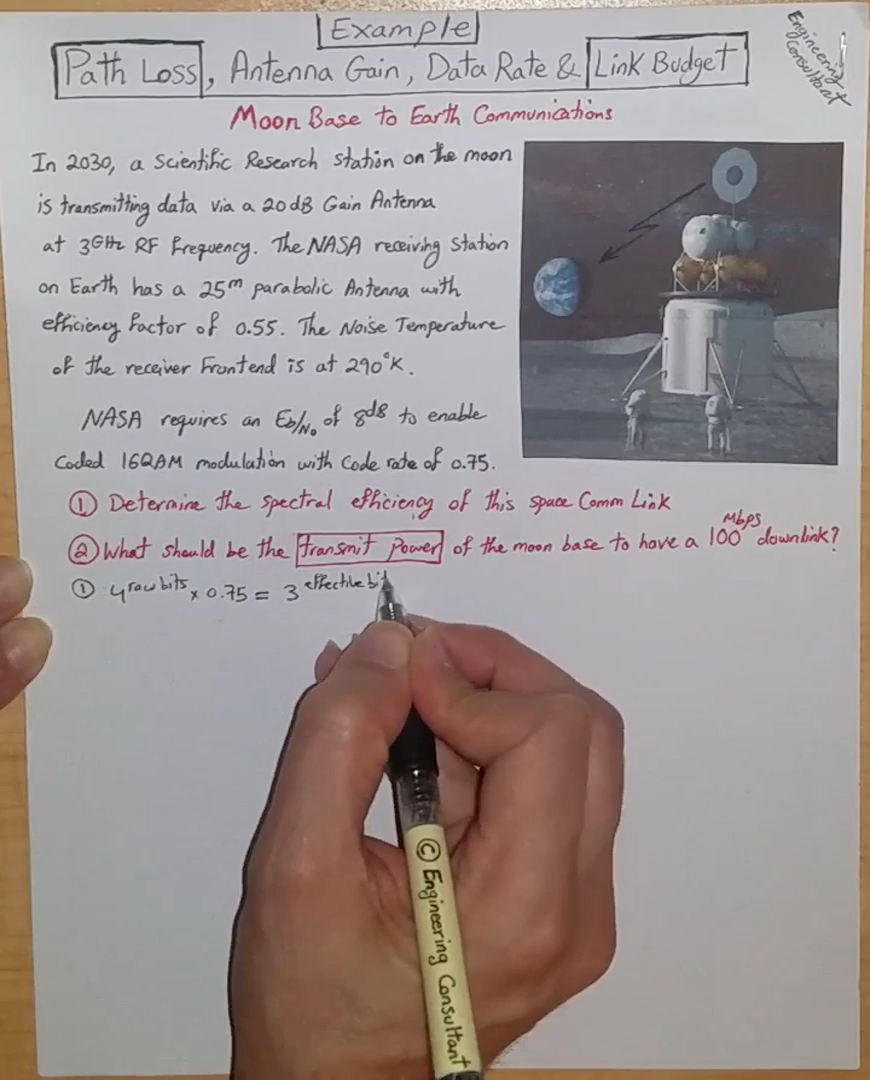 Example
Path Loss, Antenna Gain, Data Rate & Link Budget
Engineering Consultant
Moon Base to Earth Communications
In 2030, a Scientific Research Station on the moon
is transmitting data via a 20dB Gain Antenna
at 3GHz RF Frequency. The NASA receiving Station
on Earth has a 25m parabolic Antenna with
efficiency factor of 0.55. The Noise Temperature
of the receiver Frontend is at 290°K.
NASA requires an Eb/No of 8dB to enable
Coded 16QAM modulation with Code rate of 0.75.
① Determine the spectral efficiency of this space Comm Link
② What should be the transmit power of the moon base to have a 100 Mbps downlink?
① 4 raw bits x 0.75 = 3 effective bit
© Engineering Consultant